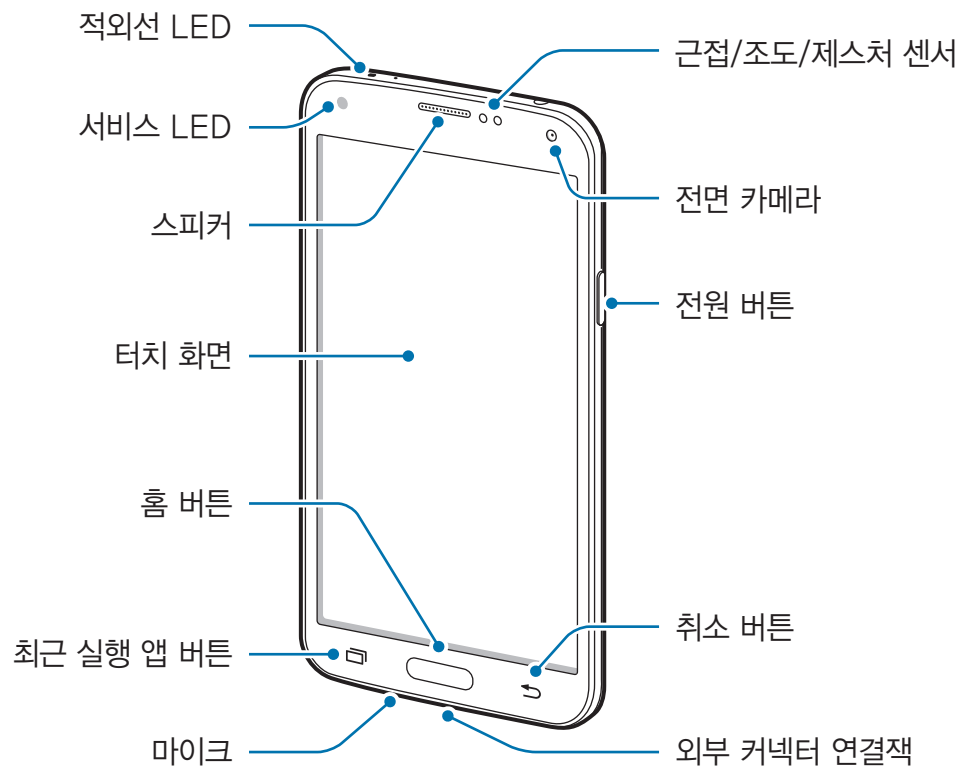 적외선 LED
서비스 LED
스피커
터치 화면
홈 버튼
최근 실행 앱 버튼
마이크
근접/조도/제스처 센서
전면 카메라
전원 버튼
취소 버튼
외부 커넥터 연결잭